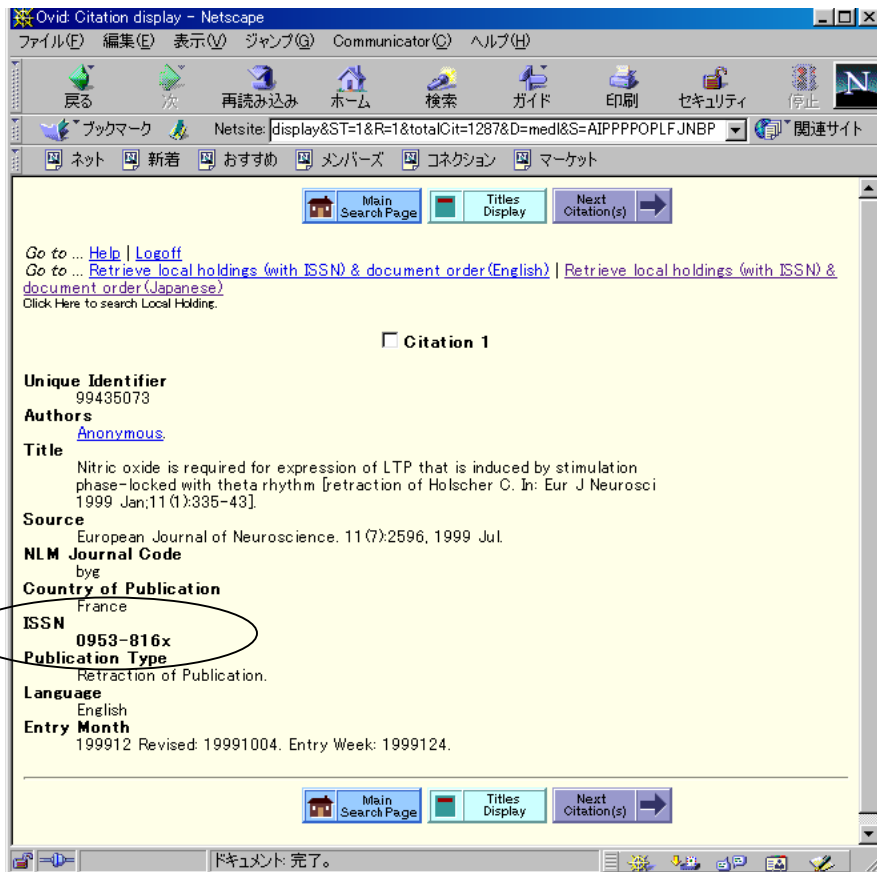 Ovid: Citation display - Netscape
ファイル(F) 編集(E) 表示(V) ジャンプ(G) Communicator(C) ヘルプ(H)
戻る 次 再読み込み ホーム 検索 ガイド 印刷 セキュリティ 停止 N
ブックマーク Netsite: display&ST=1&R=1&totalCit=1287&D=medl&S=AIPPPPOPLFJNBP 関連サイト
ネット 新着 おすすめ メンバーズ コネクション マーケット
Main Search Page Titles Display Next Citation(s)
Go to ... Help | Logoff
Go to ... Retrieve local holdings (with ISSN) & document order(English) | Retrieve local holdings (with ISSN) &
document order(Japanese)
Click Here to search Local Holding.
Citation 1
Unique Identifier
99435073
Authors
Anonymous.
Title
Nitric oxide is required for expression of LTP that is induced by stimulation
phase-locked with theta rhythm [retraction of Holscher C. In: Eur J Neurosci
1999 Jan;11(1):335-43].
Source
European Journal of Neuroscience. 11(7):2596, 1999 Jul.
NLM Journal Code
byg
Country of Publication
France
ISSN
0953-816x
Publication Type
Retraction of Publication.
Language
English
Entry Month
199912 Revised: 19991004. Entry Week: 1999124.
Main Search Page Titles Display Next Citation(s)
ドキュメント: 完了。